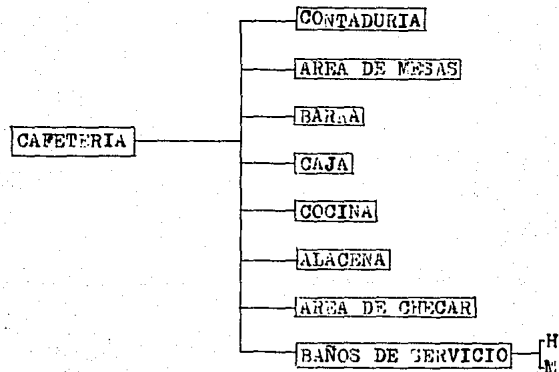 CONTADURIA
AREA DE MESAS
BARRA
CAFETERIA
CAJA
COCINA
ALACENA
AREA DE CHECAR
BAÑOS DE SERVICIO
H
M